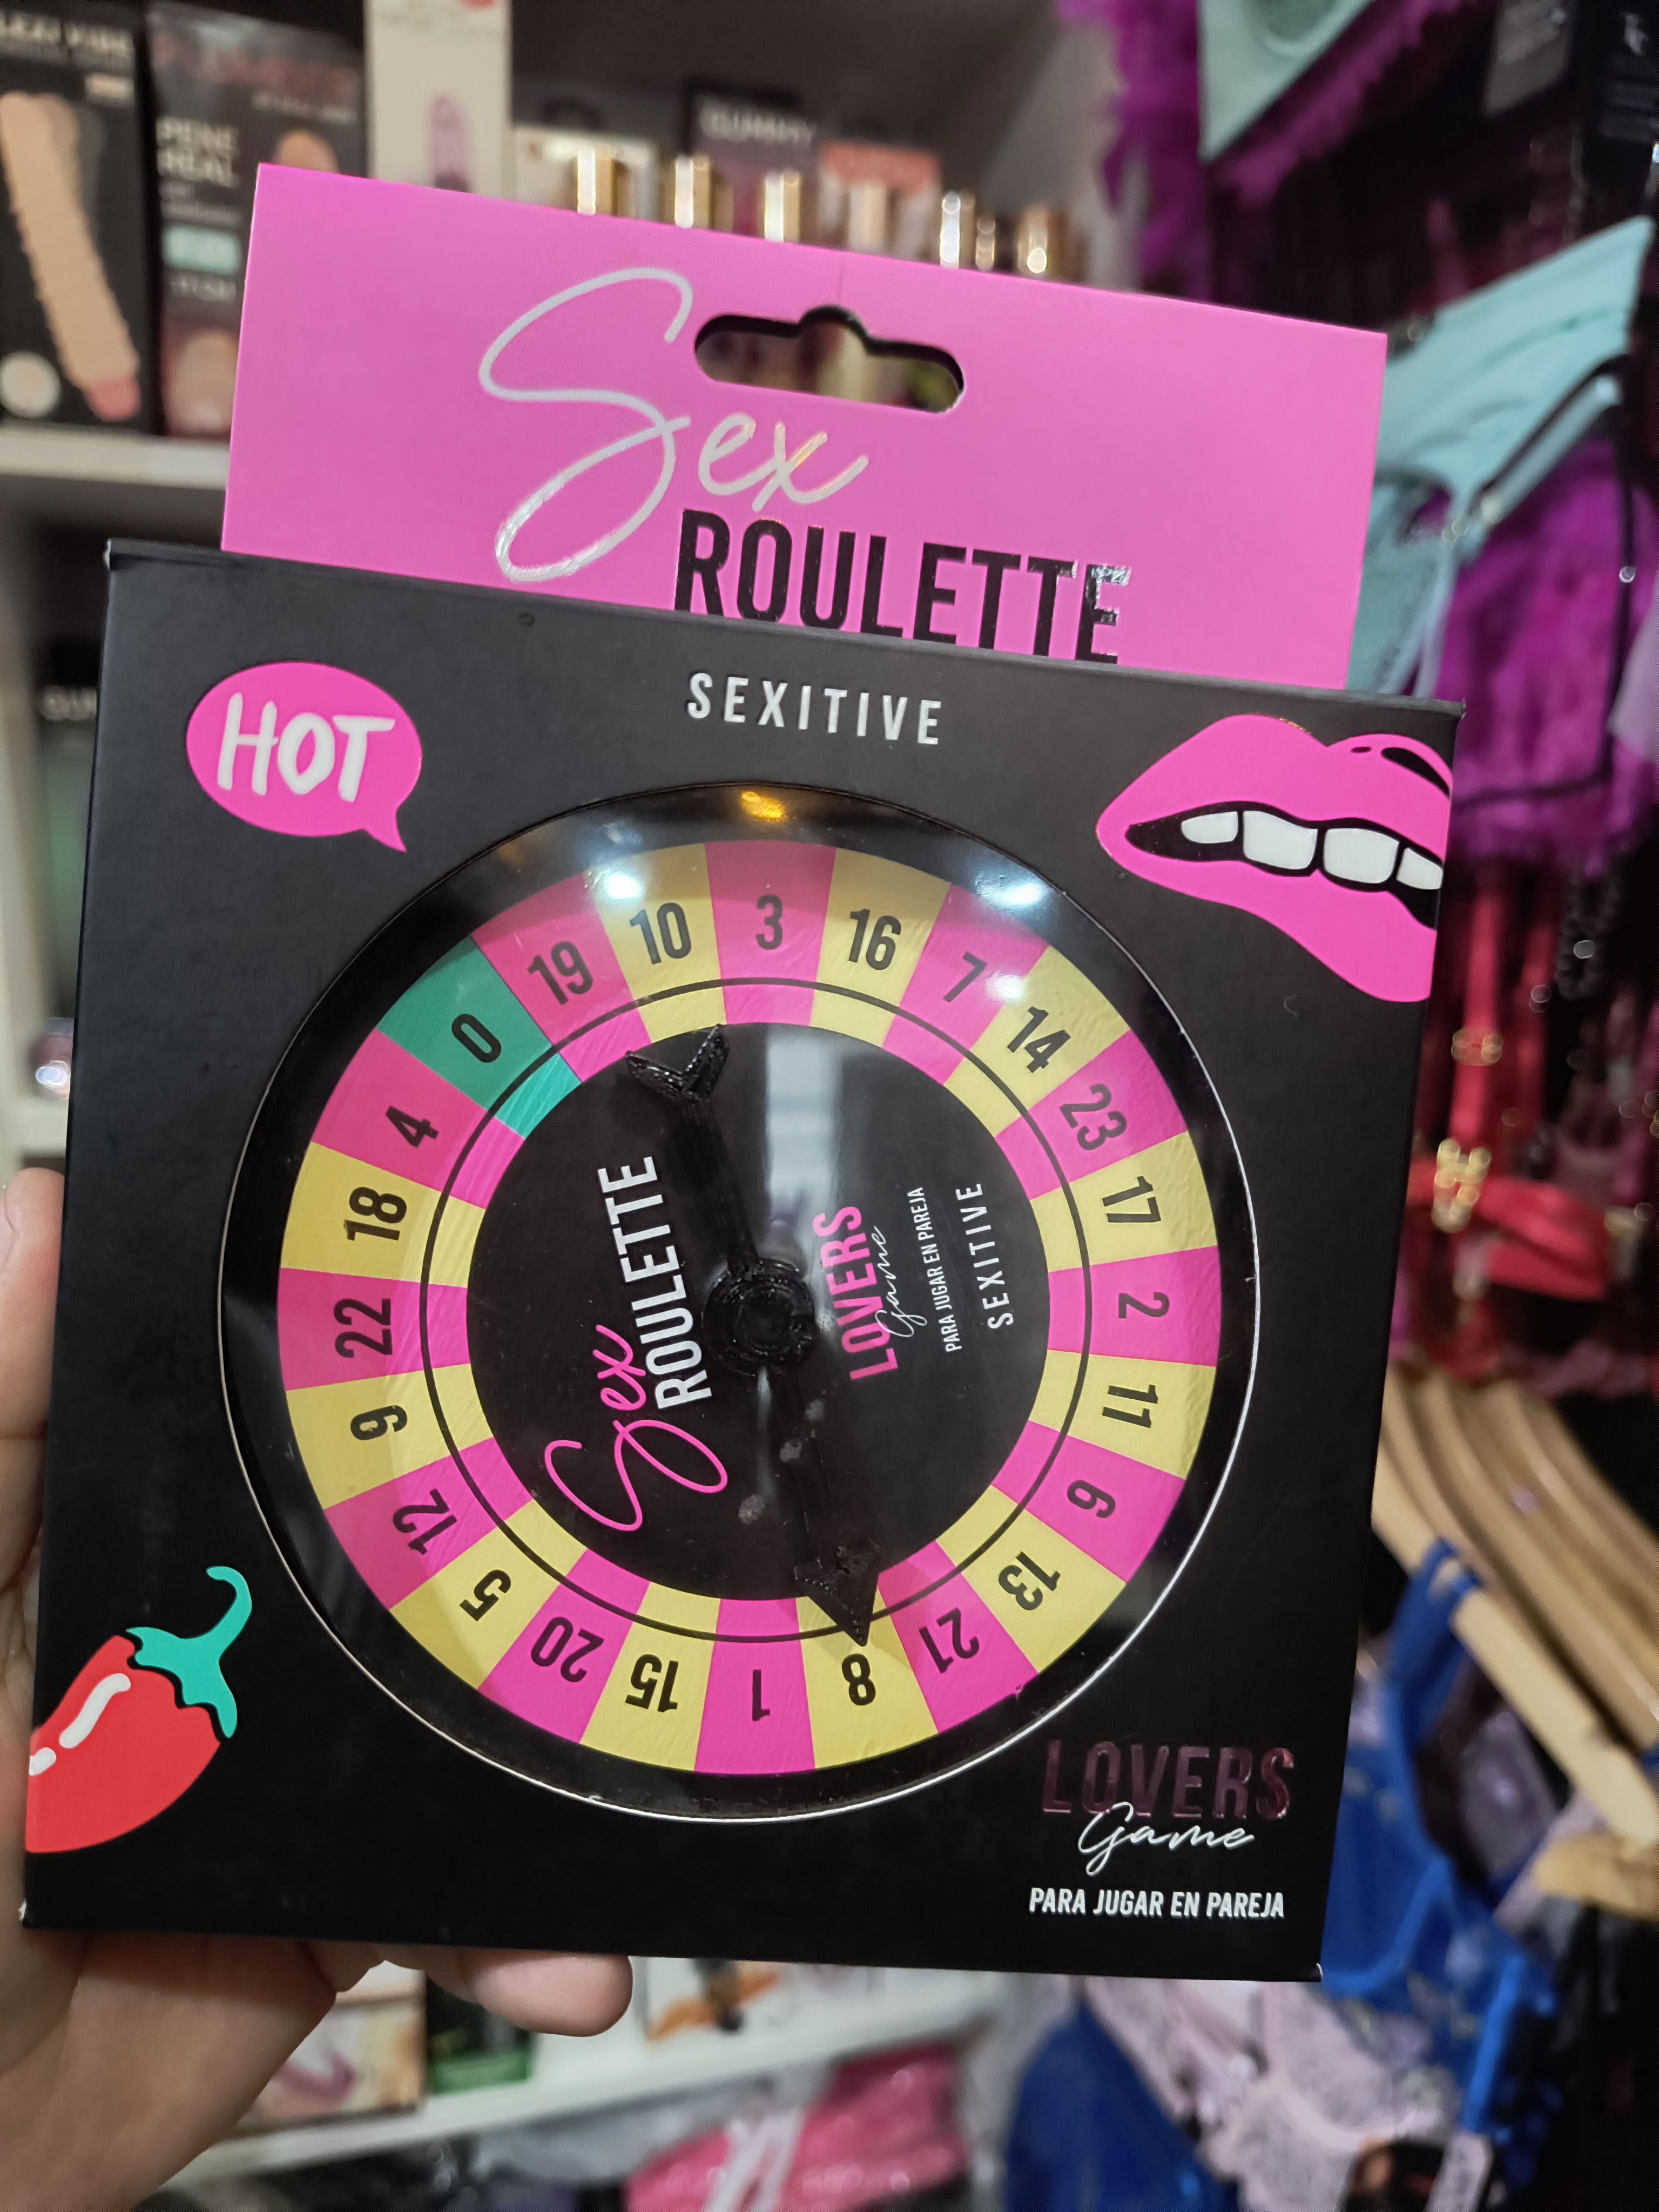 PENE
REAL
GUMMY
Sex
ROULETTE
SEXITIVE
HOT
3
16
7
14
23
17
2
11
6
13
21
8
1
15
20
5
12
9
22
18
4
0
19
10
Sex
ROULETTE
LOVERS
Game
PARA JUGAR EN PAREJA
SEXITIVE
LOVERS
Game
PARA JUGAR EN PAREJA